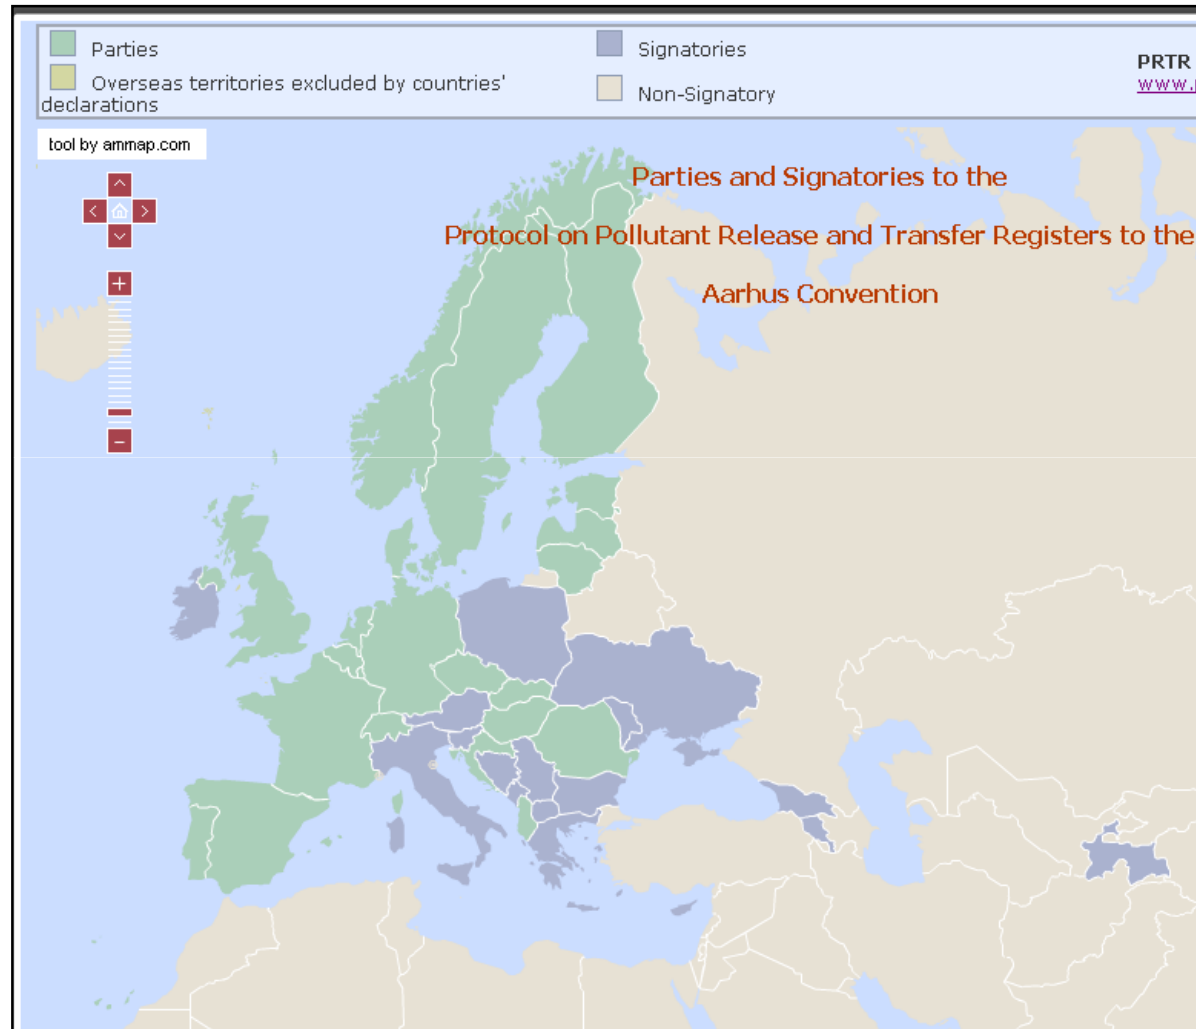 Parties
Overseas territories excluded by countries'
declarations
Signatories
Non-Signatory
PRTR
www.
tool by ammap.com
Parties and Signatories to the
Protocol on Pollutant Release and Transfer Registers to the
Aarhus Convention